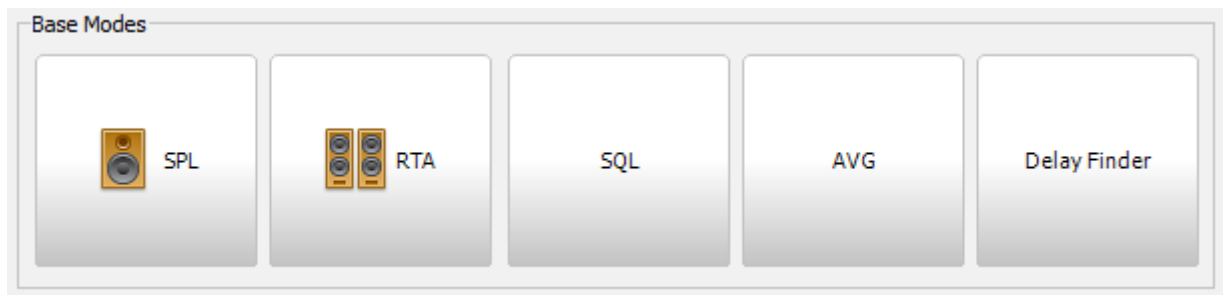 Base Modes
SPL
RTA
SQL
AVG
Delay Finder